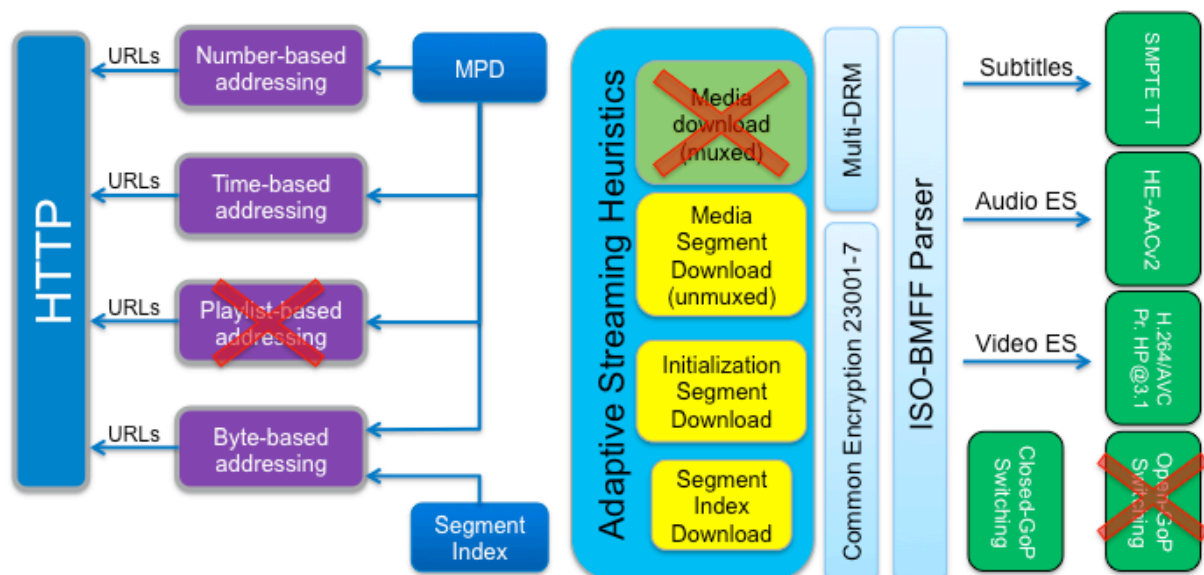 HTTP
URLs
Number-based
addressing
MPD
URLs
Time-based
addressing
URLs
Playlist-based
addressing
URLs
Byte-based
addressing
Segment
Index
Adaptive Streaming Heuristics
Media
download
(muxed)
Media
Segment
Download
(unmuxed)
Initialization
Segment
Download
Segment
Index
Download
Multi-DRM
Common Encryption 23001-7
ISO-BMFF Parser
Subtitles
SMPTE TT
Audio ES
HE-AACv2
Video ES
H.264/AVC
Pr. HP@3.1
Closed-GoP
Switching
Open-GoP
Switching